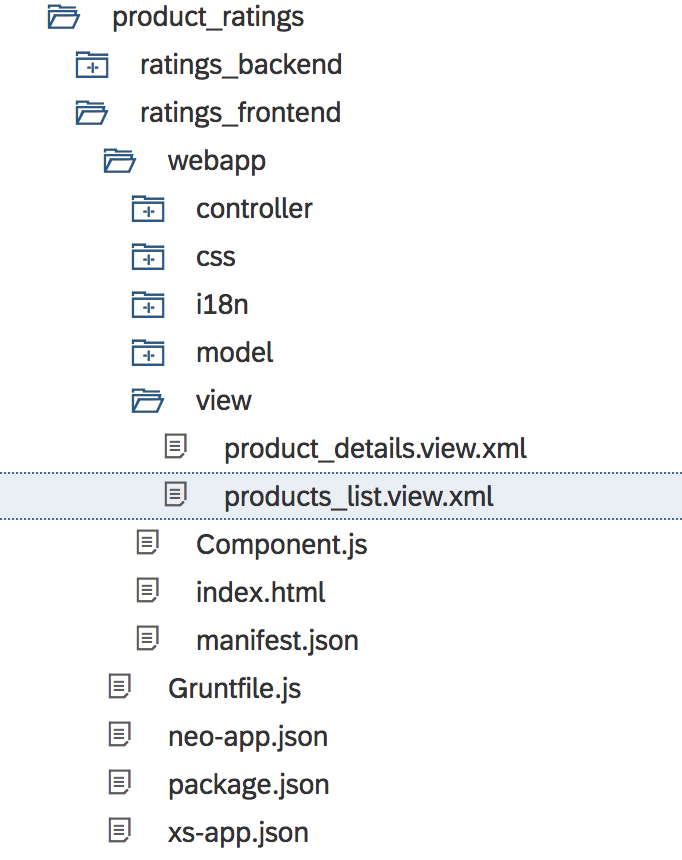 product_ratings
ratings_backend
ratings_frontend
webapp
controller
css
i18n
model
view
product_details.view.xml
products_list.view.xml
Component.js
index.html
manifest.json
Gruntfile.js
neo-app.json
package.json
xs-app.json